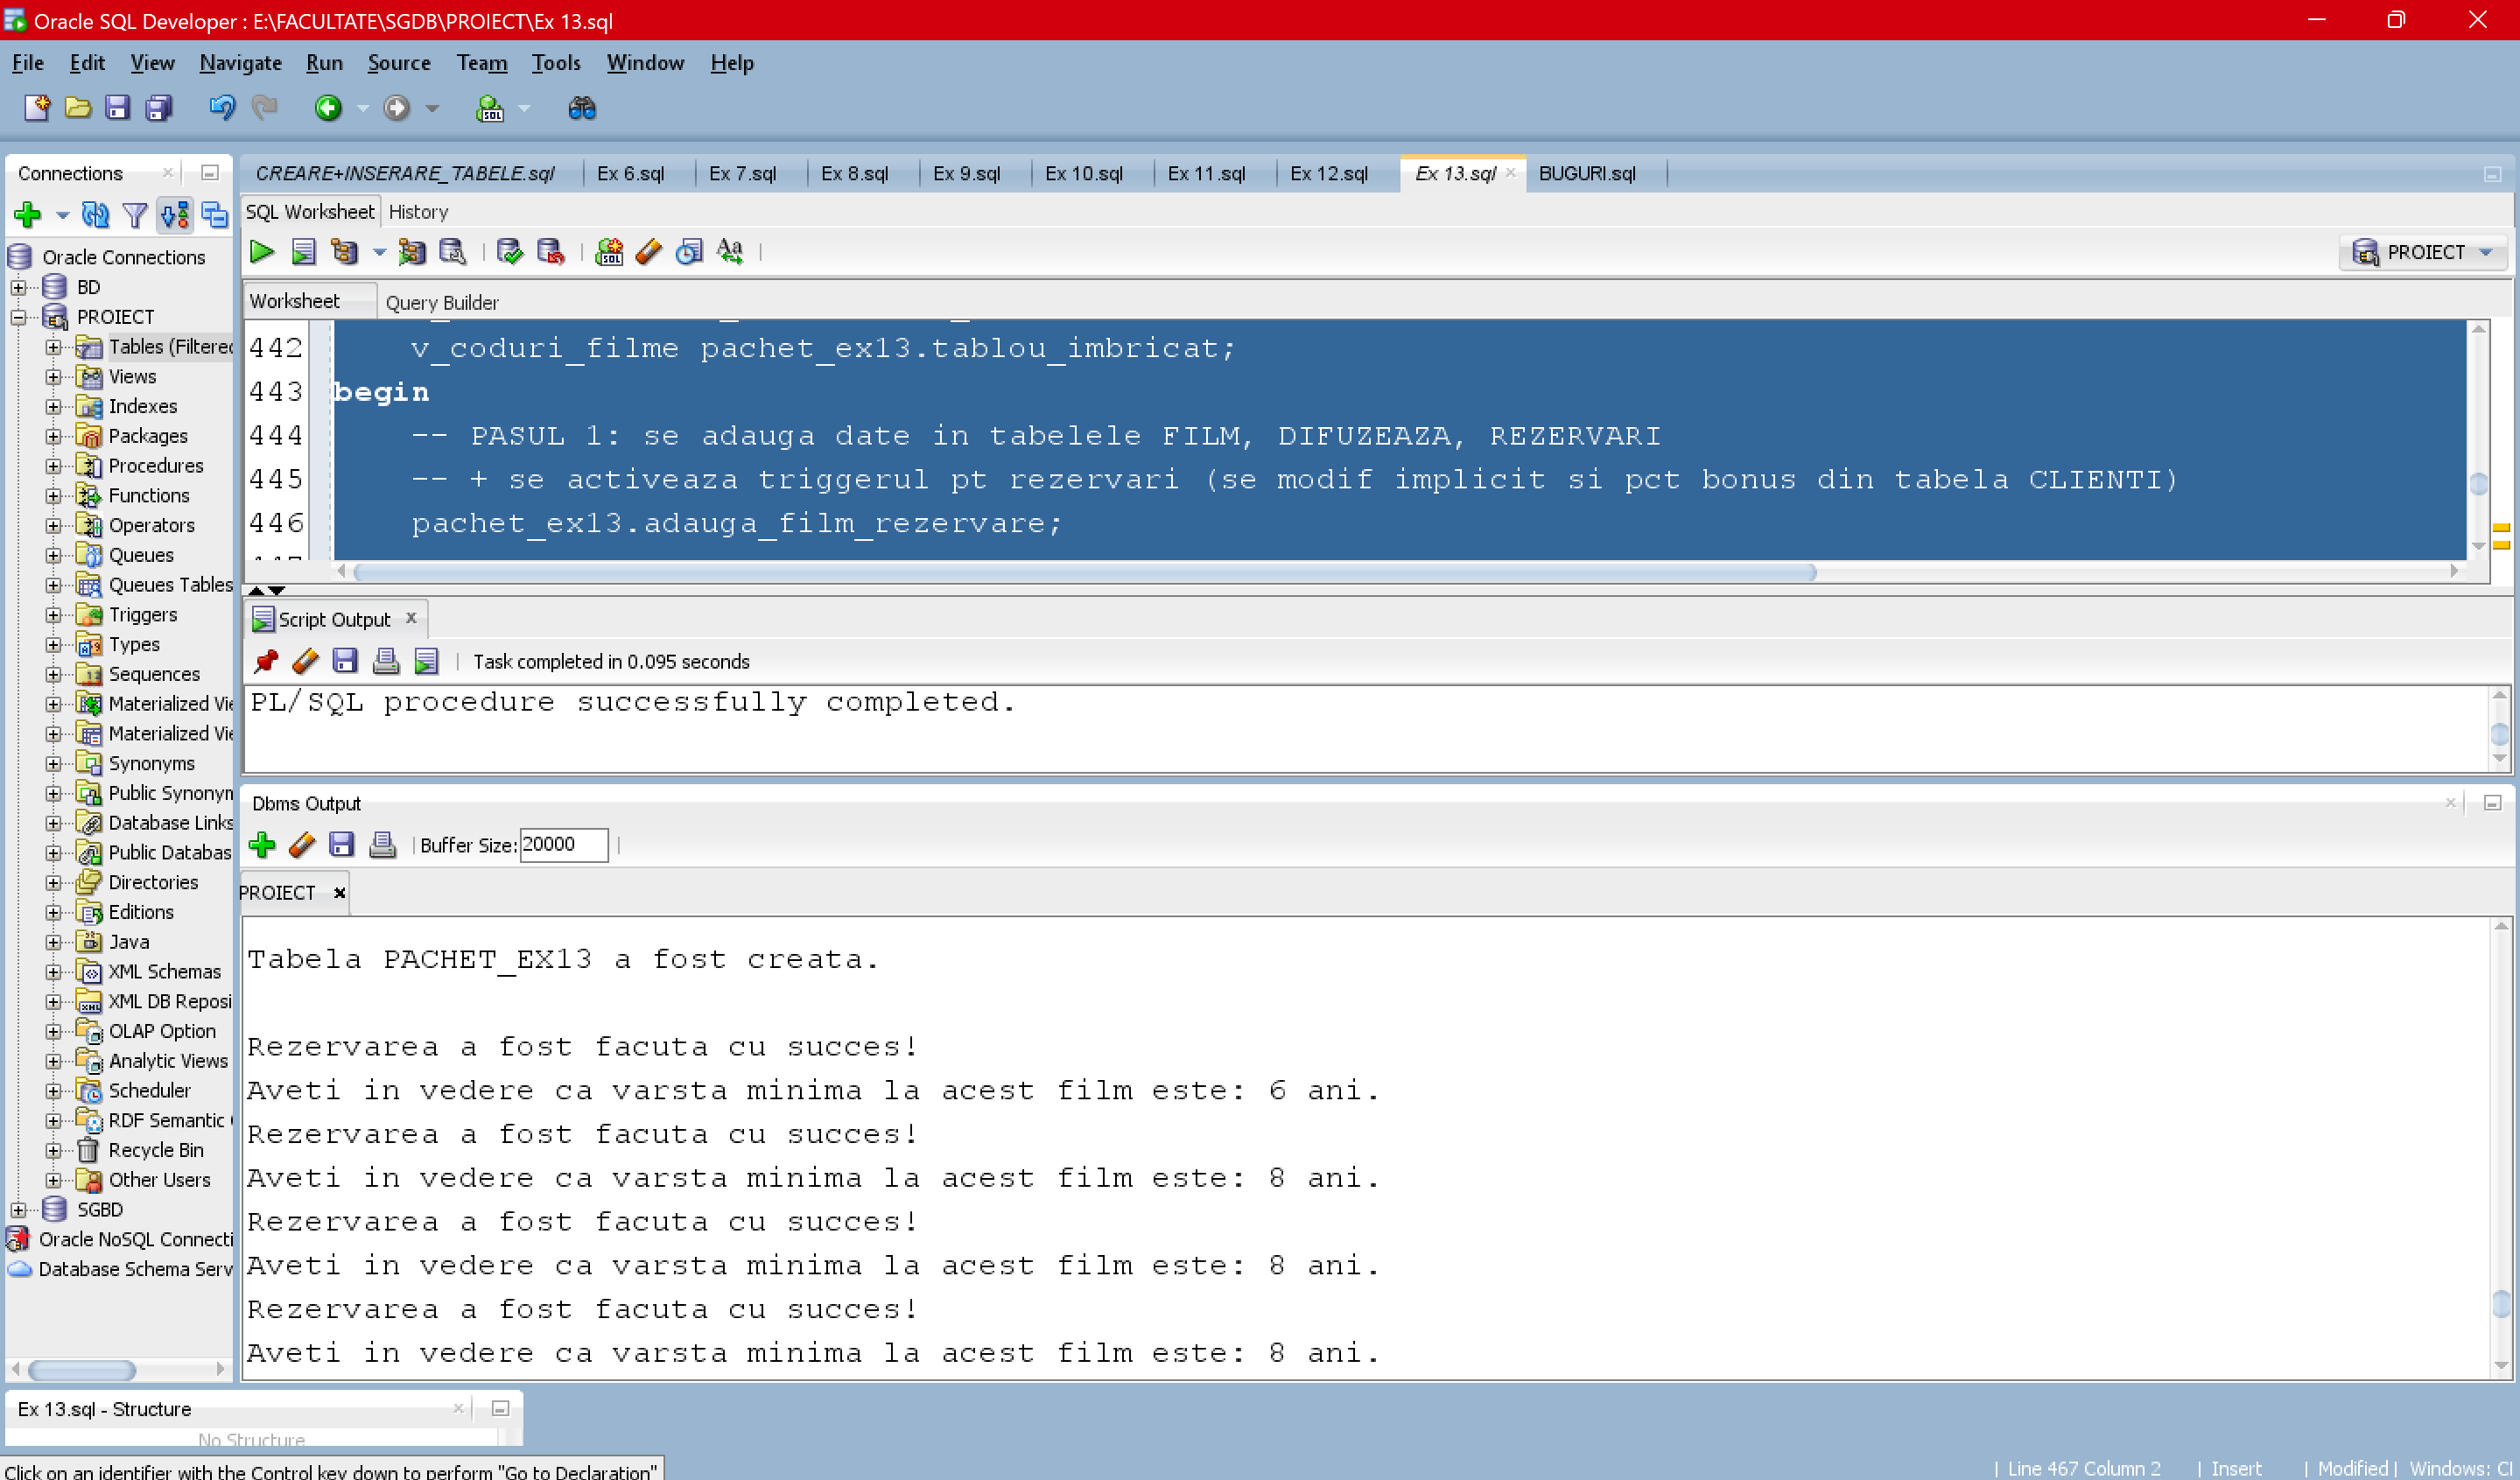 Oracle SQL Developer : E:\FACULTATE\SGDB\PROIECT\Ex 13.sql
File Edit View Navigate Run Source Team Tools Window Help
Connections
Oracle Connections
BD
PROIECT
Tables (Filtered
Views
Indexes
Packages
Procedures
Functions
Operators
Queues
Queues Tables
Triggers
Types
Sequences
Materialized Vie
Materialized Vie
Synonyms
Public Synonym
Database Links
Public Databas
Directories
Editions
Java
XML Schemas
XML DB Reposi
OLAP Option
Analytic Views
Scheduler
RDF Semantic
Recycle Bin
Other Users
SGBD
Oracle NoSQL Connecti
Database Schema Serv
CREARE+INSERARE_TABELE.sql Ex 6.sql Ex 7.sql Ex 8.sql Ex 9.sql Ex 10.sql Ex 11.sql Ex 12.sql Ex 13.sql BUGURI.sql
SQL Worksheet History
PROIECT
Worksheet Query Builder
442 v_coduri_filme pachet_ex13.tablou_imbricat;
443 begin
444 -- PASUL 1: se adauga date in tabelele FILM, DIFUZEAZA, REZERVARI
445 -- + se activeaza triggerul pt rezervari (se modif implicit si pct bonus din tabela CLIENTI)
446 pachet_ex13.adauga_film_rezervare;
Script Output
Task completed in 0.095 seconds
PL/SQL procedure successfully completed.
Dbms Output
Buffer Size: 20000
PROIECT
Tabela PACHET_EX13 a fost creata.
Rezervarea a fost facuta cu succes!
Aveti in vedere ca varsta minima la acest film este: 6 ani.
Rezervarea a fost facuta cu succes!
Aveti in vedere ca varsta minima la acest film este: 8 ani.
Rezervarea a fost facuta cu succes!
Aveti in vedere ca varsta minima la acest film este: 8 ani.
Rezervarea a fost facuta cu succes!
Aveti in vedere ca varsta minima la acest film este: 8 ani.
Ex 13.sql - Structure
No Structure
Click on an identifier with the Control key down to perform "Go to Declaration"
Line 467 Column 2 Insert Modified Windows: C